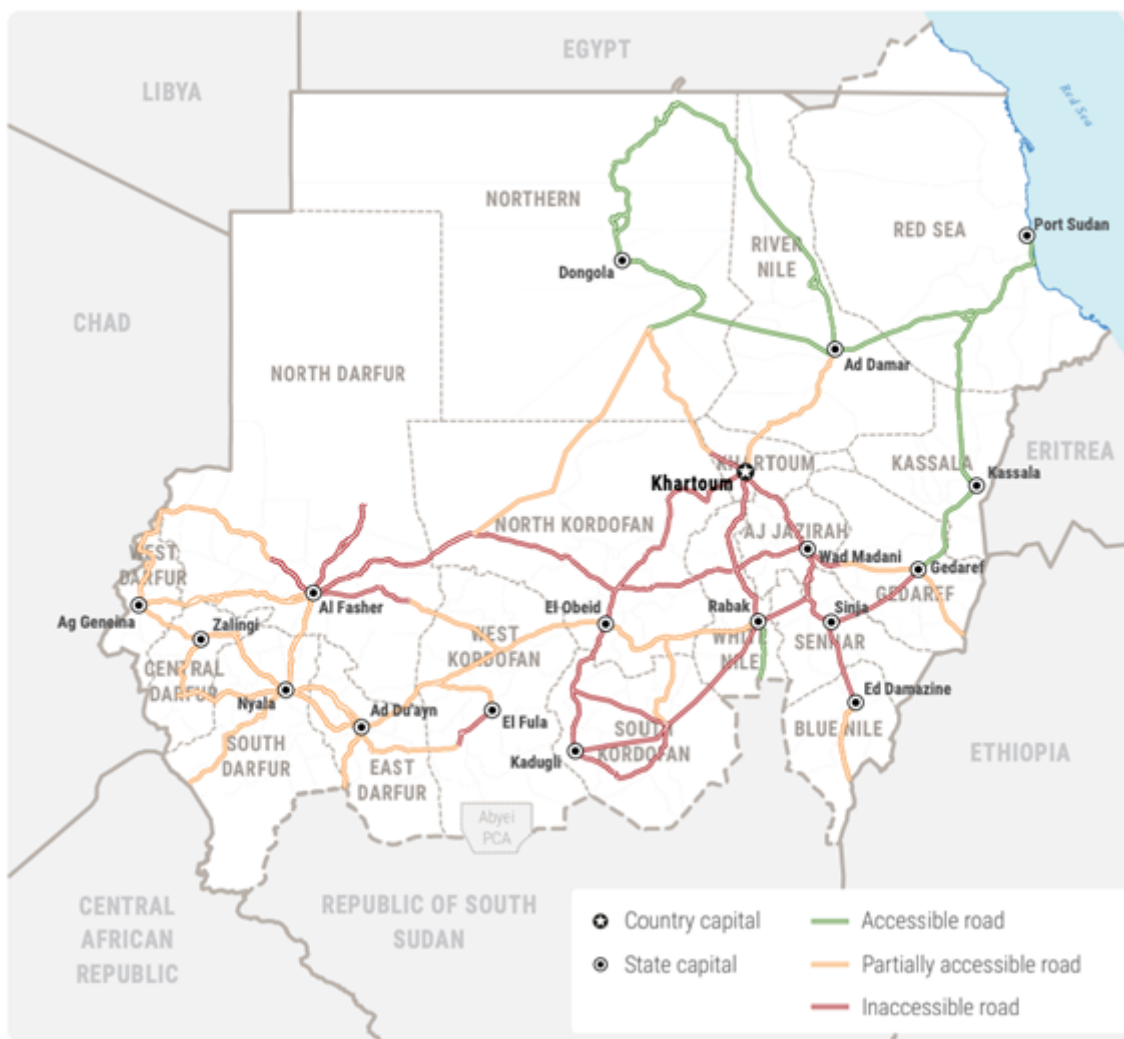 EGYPT
LIBYA
Red Sea
NORTHERN
RED SEA
Port Sudan
RIVER
NILE
Dongola
CHAD
Ad Damar
NORTH DARFUR
ERITREA
KHARTOUM
KASSALA
Khartoum
Kassala
NORTH KORDOFAN
AJ JAZIRAH
WEST
DARFUR
Wad Madani
Gedaref
GEDAREF
Al Fasher
El Obeid
Rabak
Sinja
Ag Geneina
Zalingi
WEST
KORDOFAN
WHITE
NILE
SENNAR
CENTRAL
DARFUR
Nyala
Ad Du'ayn
El Fula
Ed Damazine
BLUE NILE
SOUTH
KORDOFAN
SOUTH
DARFUR
EAST
DARFUR
Kadugli
ETHIOPIA
Abyei
PCA
CENTRAL
AFRICAN
REPUBLIC
REPUBLIC OF SOUTH
SUDAN
Country capital
Accessible road
State capital
Partially accessible road
Inaccessible road